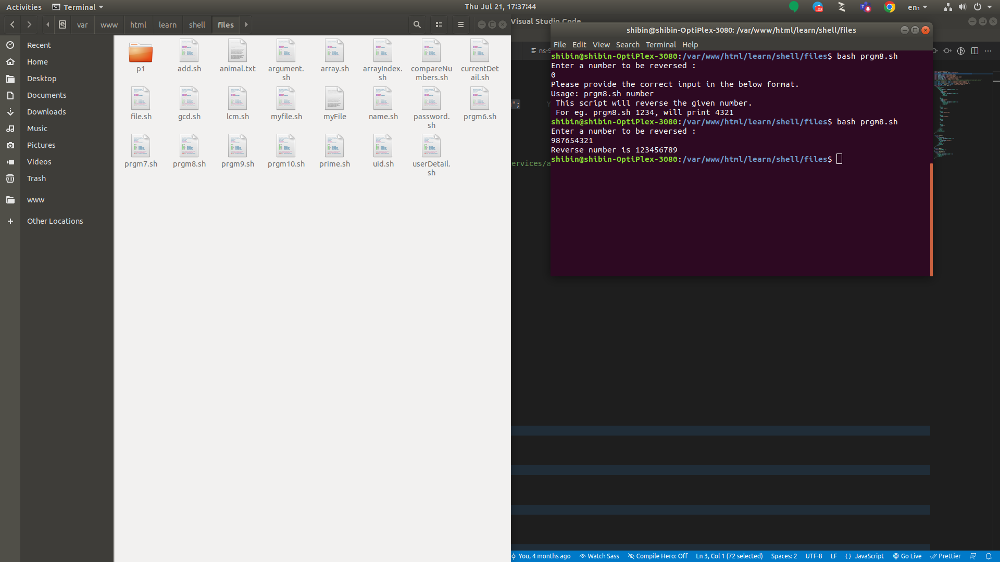 Activities
Terminal
Thu Jul 21, 17:37:44
en₁
var
www
html
learn
shell
files
Visual Studio Code
Recent
Home
Desktop
Documents
Downloads
Music
Pictures
Videos
Trash
www
Other Locations
p1
add.sh
animal.txt
argument.
sh
array.sh
arrayIndex.
sh
compareNu
mbers.sh
currentDet
ail.sh
file.sh
gcd.sh
lcm.sh
myfile.sh
myFile
name.sh
password.
sh
prgm6.sh
prgm7.sh
prgm8.sh
prgm9.sh
prgm10.sh
prime.sh
uid.sh
userDetail.
sh
shibin@shibin-OptiPlex-3080: /var/www/html/learn/shell/files
File Edit View Search Terminal Help
shibin@shibin-OptiPlex-3080:/var/www/html/learn/shell/files$ bash prgm8.sh
Enter a number to be reversed :
0
Please provide the correct input in the below format.
Usage: prgm8.sh number
This script will reverse the given number.
For eg. prgm8.sh 1234, will print 4321
shibin@shibin-OptiPlex-3080:/var/www/html/learn/shell/files$ bash prgm8.sh
Enter a number to be reversed :
987654321
Reverse number is 123456789
shibin@shibin-OptiPlex-3080:/var/www/html/learn/shell/files$
ns-
";
ervices/a
You, 4 months ago
Watch Sass
Compile Hero: Off
Ln 3, Col 1 (72 selected)
Spaces: 2
UTF-8
LF
{ } JavaScript
Go Live
Prettier